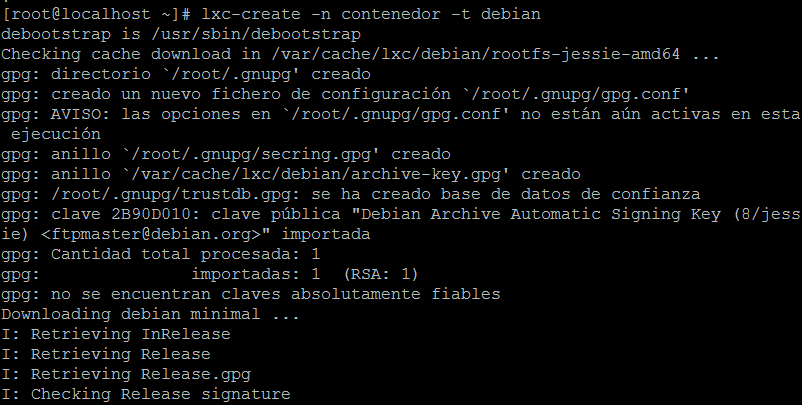 [root@localhost ~]# lxc-create -n contenedor -t debian
debootstrap is /usr/sbin/debootstrap
Checking cache download in /var/cache/lxc/debian/rootfs-jessie-amd64 ...
gpg: directorio `/root/.gnupg' creado
gpg: creado un nuevo fichero de configuración `/root/.gnupg/gpg.conf'
gpg: AVISO: las opciones en `/root/.gnupg/gpg.conf' no están aún activas en esta
 ejecución
gpg: anillo `/root/.gnupg/secring.gpg' creado
gpg: anillo `/var/cache/lxc/debian/archive-key.gpg' creado
gpg: /root/.gnupg/trustdb.gpg: se ha creado base de datos de confianza
gpg: clave 2B90D010: clave pública "Debian Archive Automatic Signing Key (8/jess
ie) <ftpmaster@debian.org>" importada
gpg: Cantidad total procesada: 1
gpg:               importadas: 1  (RSA: 1)
gpg: no se encuentran claves absolutamente fiables
Downloading debian minimal ...
I: Retrieving InRelease
I: Retrieving Release
I: Retrieving Release.gpg
I: Checking Release signature